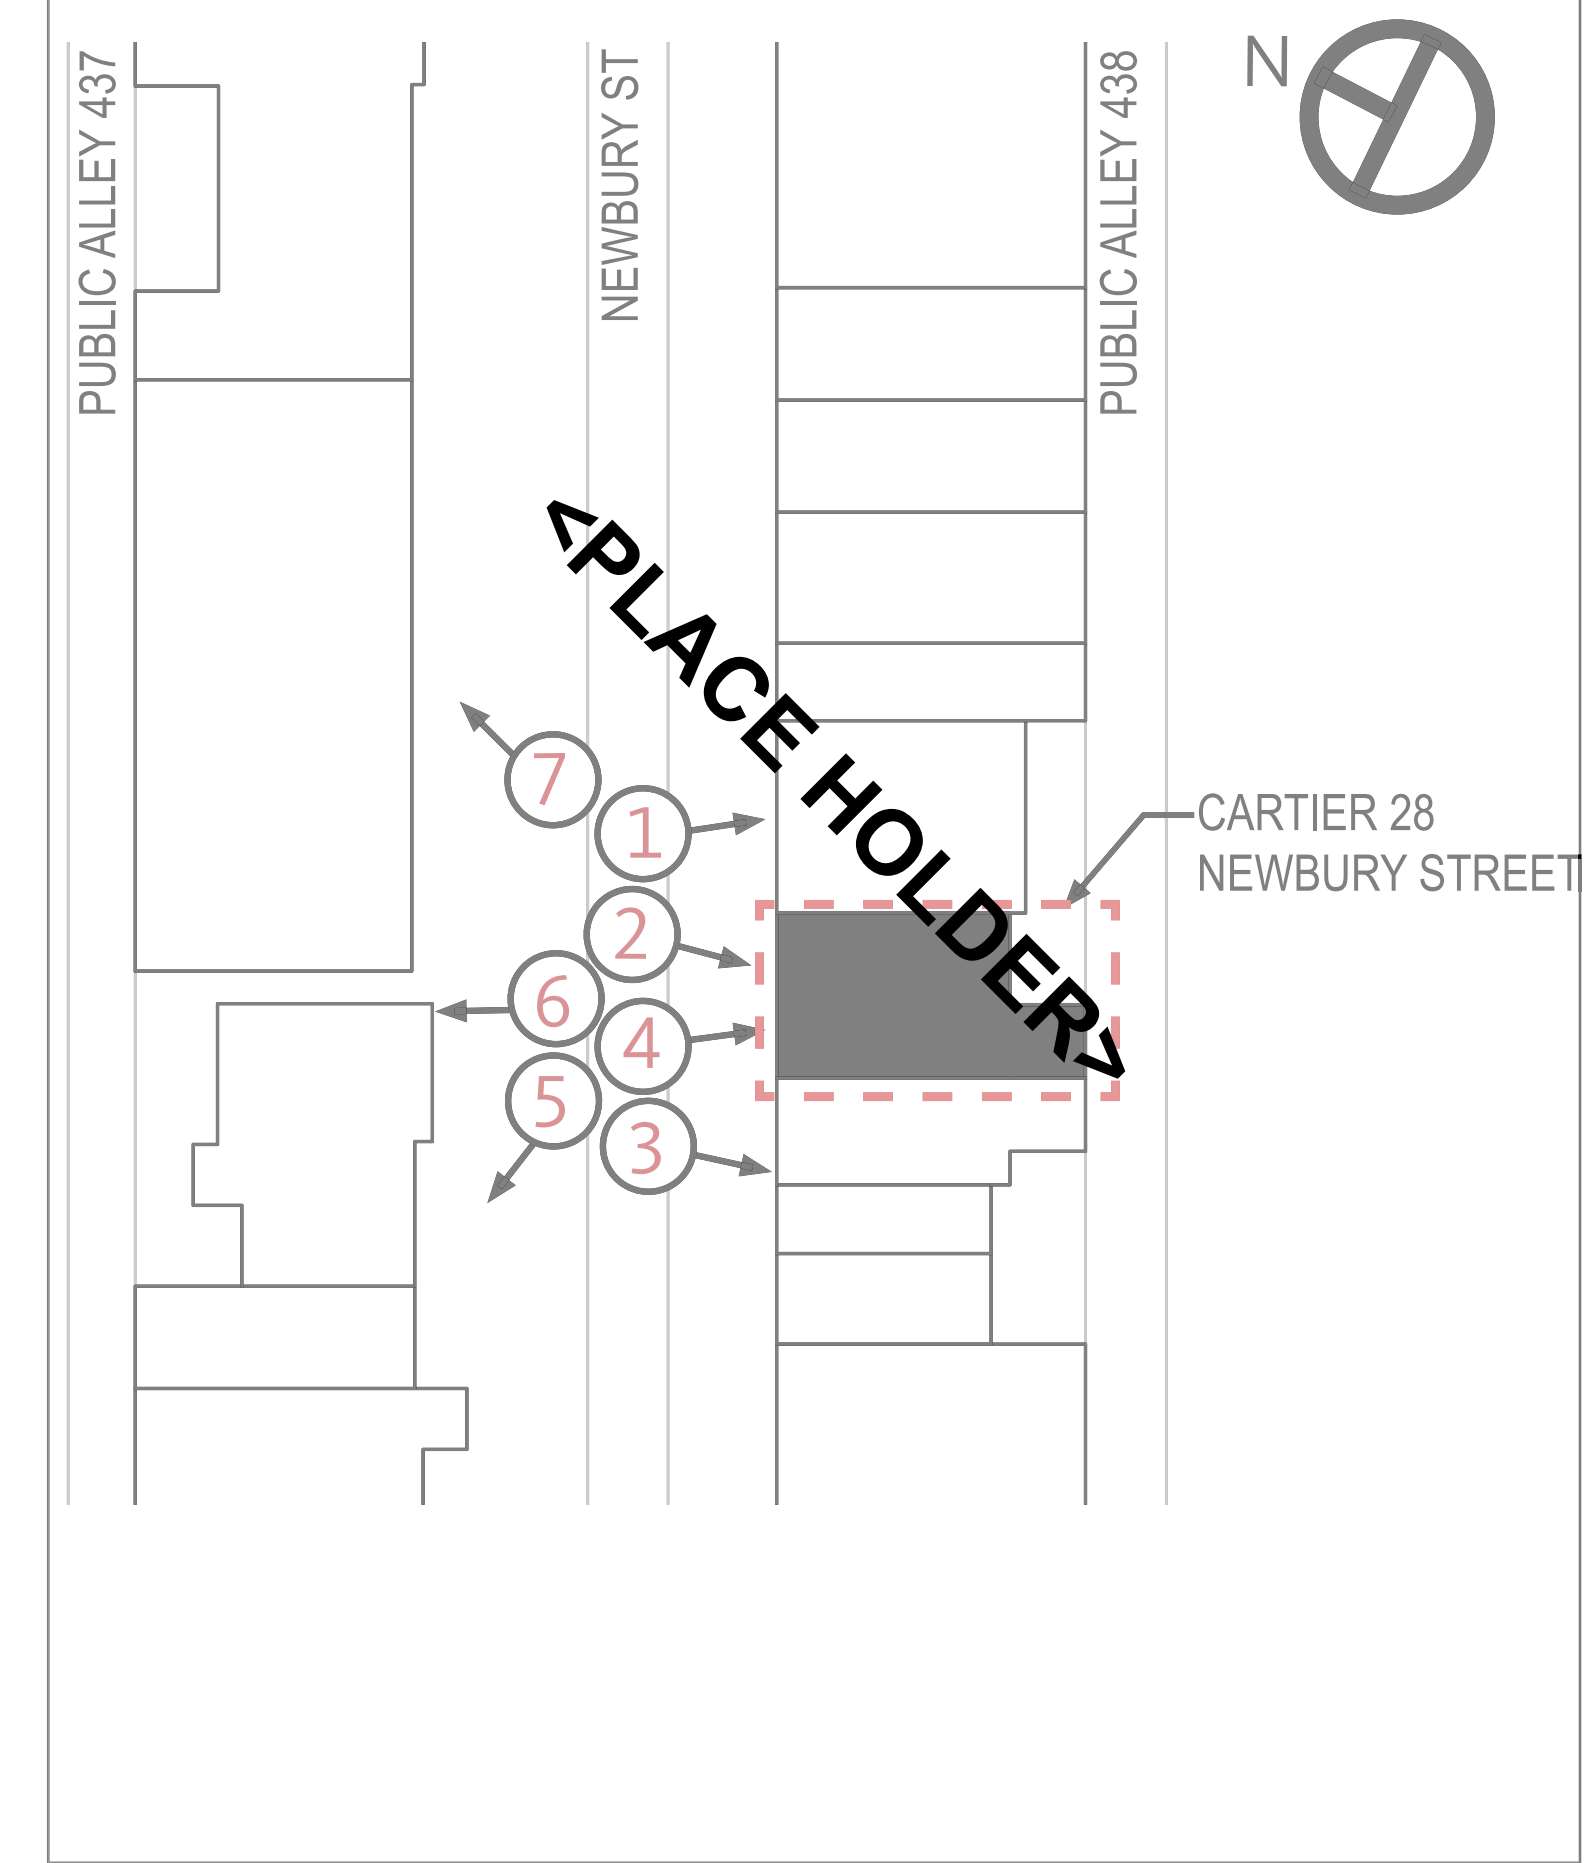 PUBLIC ALLEY 437
NEWBURY ST
PUBLIC ALLEY 438
N
<PLACE HOLDER>
7
1
CARTIER 28
NEWBURY STREET
2
6
4
5
3